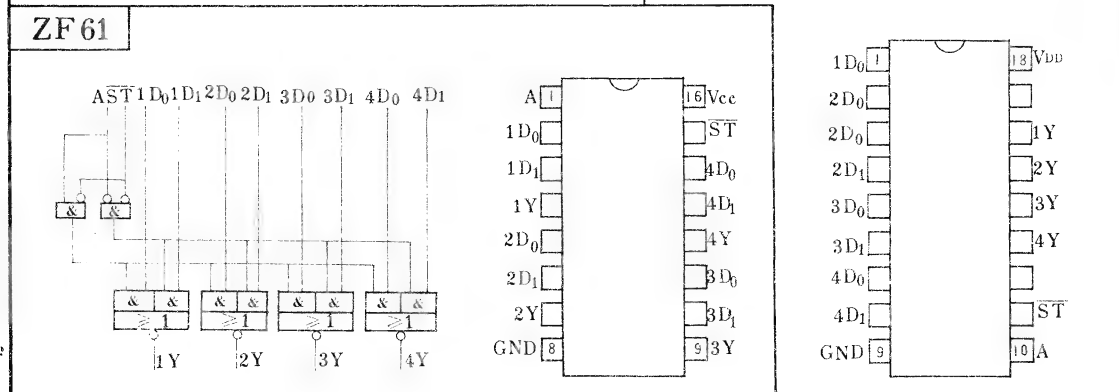 ZF61
A S̅T̅ 1D₀ 1D₁ 2D₀ 2D₁ 3D0 3D₁ 4D₀ 4D₁
& &
& & & & & & & &
≥1 ≥1 ≥1 ≥1
1Y 2Y 3Y 4Y
A 1 16 Vcc
1D₀ S̅T̅
1D₁ 4D₀
1Y 4D₁
2D₀ 4Y
2D₁ 3D₀
2Y 3D₁
GND 8 9 3Y
1D₀ 1 18 VDD
2D₀
2D₀ 1Y
2D₁ 2Y
3D₀ 3Y
3D₁ 4Y
4D₀
4D₁ S̅T̅
GND 9 10 A